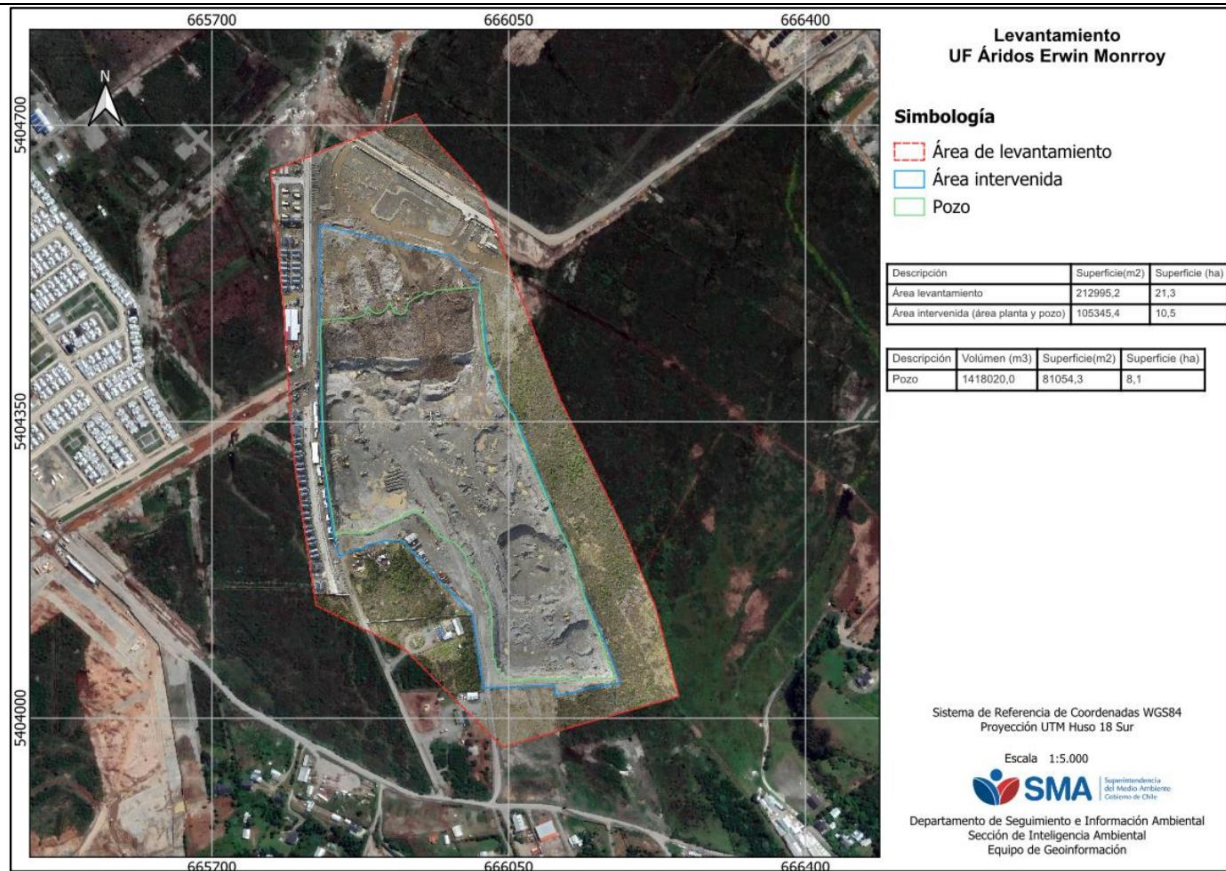 665700 666050 666400
Levantamiento
UF Áridos Erwin Monrroy
N
5404700
5404350
5404000
Simbología
Área de levantamiento
Área intervenida
Pozo
Descripción Superficie(m2) Superficie (ha)
Área levantamiento 212995,2 21,3
Área intervenida (área planta y pozo) 105345,4 10,5
Descripción Volúmen (m3) Superficie(m2) Superficie (ha)
Pozo 1418020,0 81054,3 8,1
Sistema de Referencia de Coordenadas WGS84
Proyección UTM Huso 18 Sur
Escala 1:5.000
SMA
Superintendencia
del Medio Ambiente
Gobierno de Chile
Departamento de Seguimiento e Información Ambiental
Sección de Inteligencia Ambiental
Equipo de Geoinformación
665700 666050 666400